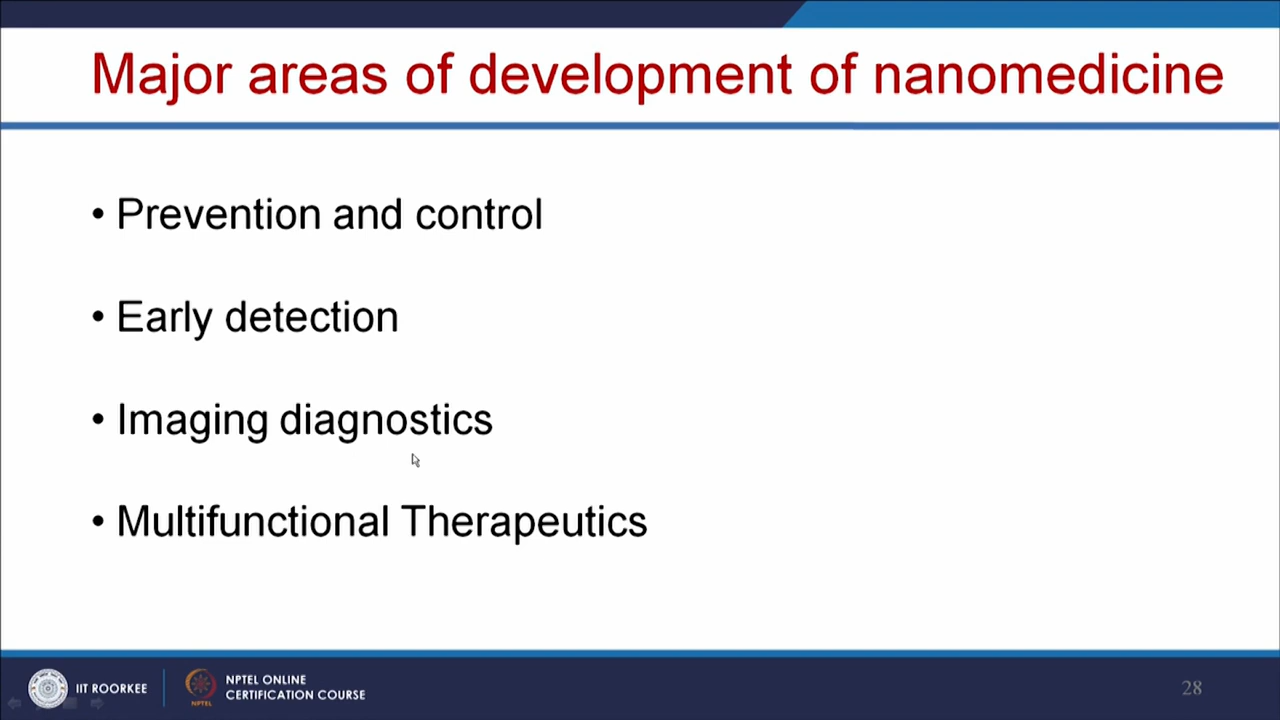 Major areas of development of nanomedicine
• Prevention and control
• Early detection
• Imaging diagnostics
• Multifunctional Therapeutics
IIT ROORKEE
NPTEL
NPTEL ONLINE
CERTIFICATION COURSE
28